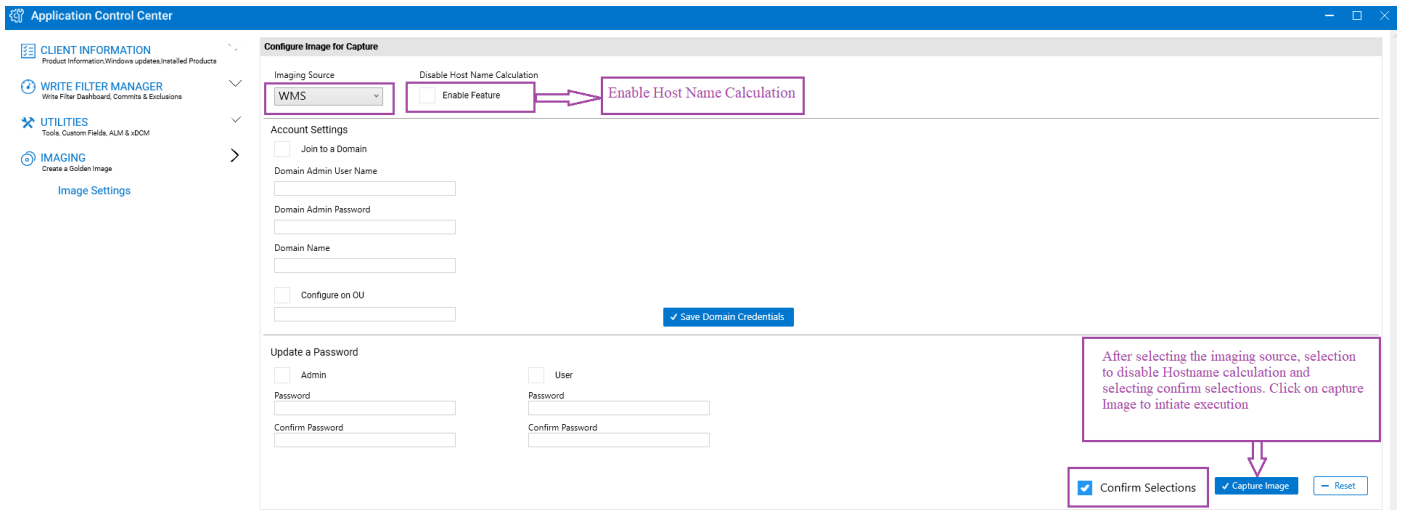 Application Control Center
CLIENT INFORMATION
Product Information,Windows updates,Installed Products
WRITE FILTER MANAGER
Write Filter Dashboard, Commits & Exclusions
UTILITIES
Tools, Custom Fields, ALM & xDCM
IMAGING
Create a Golden Image
Image Settings
Configure Image for Capture
Imaging Source
Disable Host Name Calculation
WMS
Enable Feature
Enable Host Name Calculation
Account Settings
Join to a Domain
Domain Admin User Name
Domain Admin Password
Domain Name
Configure on OU
Save Domain Credentials
Update a Password
Admin
User
Password
Password
Confirm Password
Confirm Password
After selecting the imaging source, selection
to disable Hostname calculation and
selecting confirm selections. Click on capture
Image to intiate execution
Confirm Selections
Capture Image
Reset